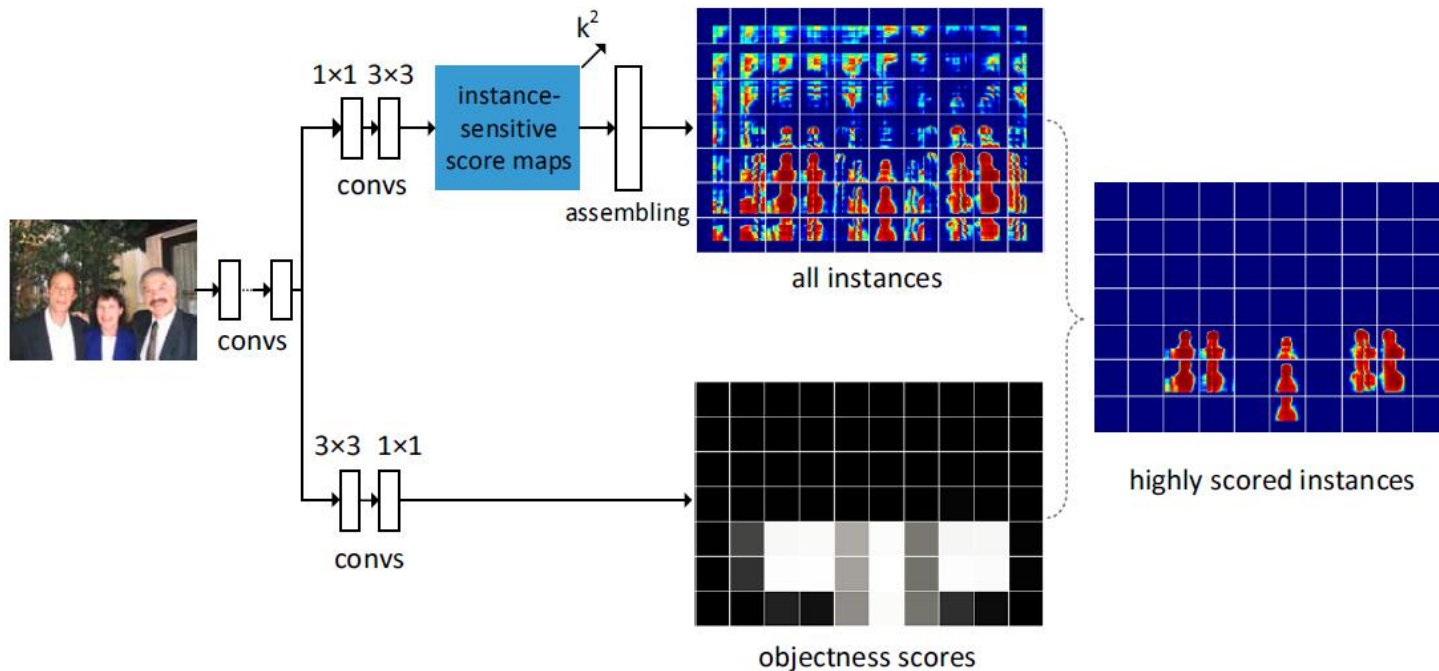 k²
1×1 3×3
instance-
sensitive
score maps
convs
assembling
all instances
convs
3×3 1×1
convs
objectness scores
highly scored instances